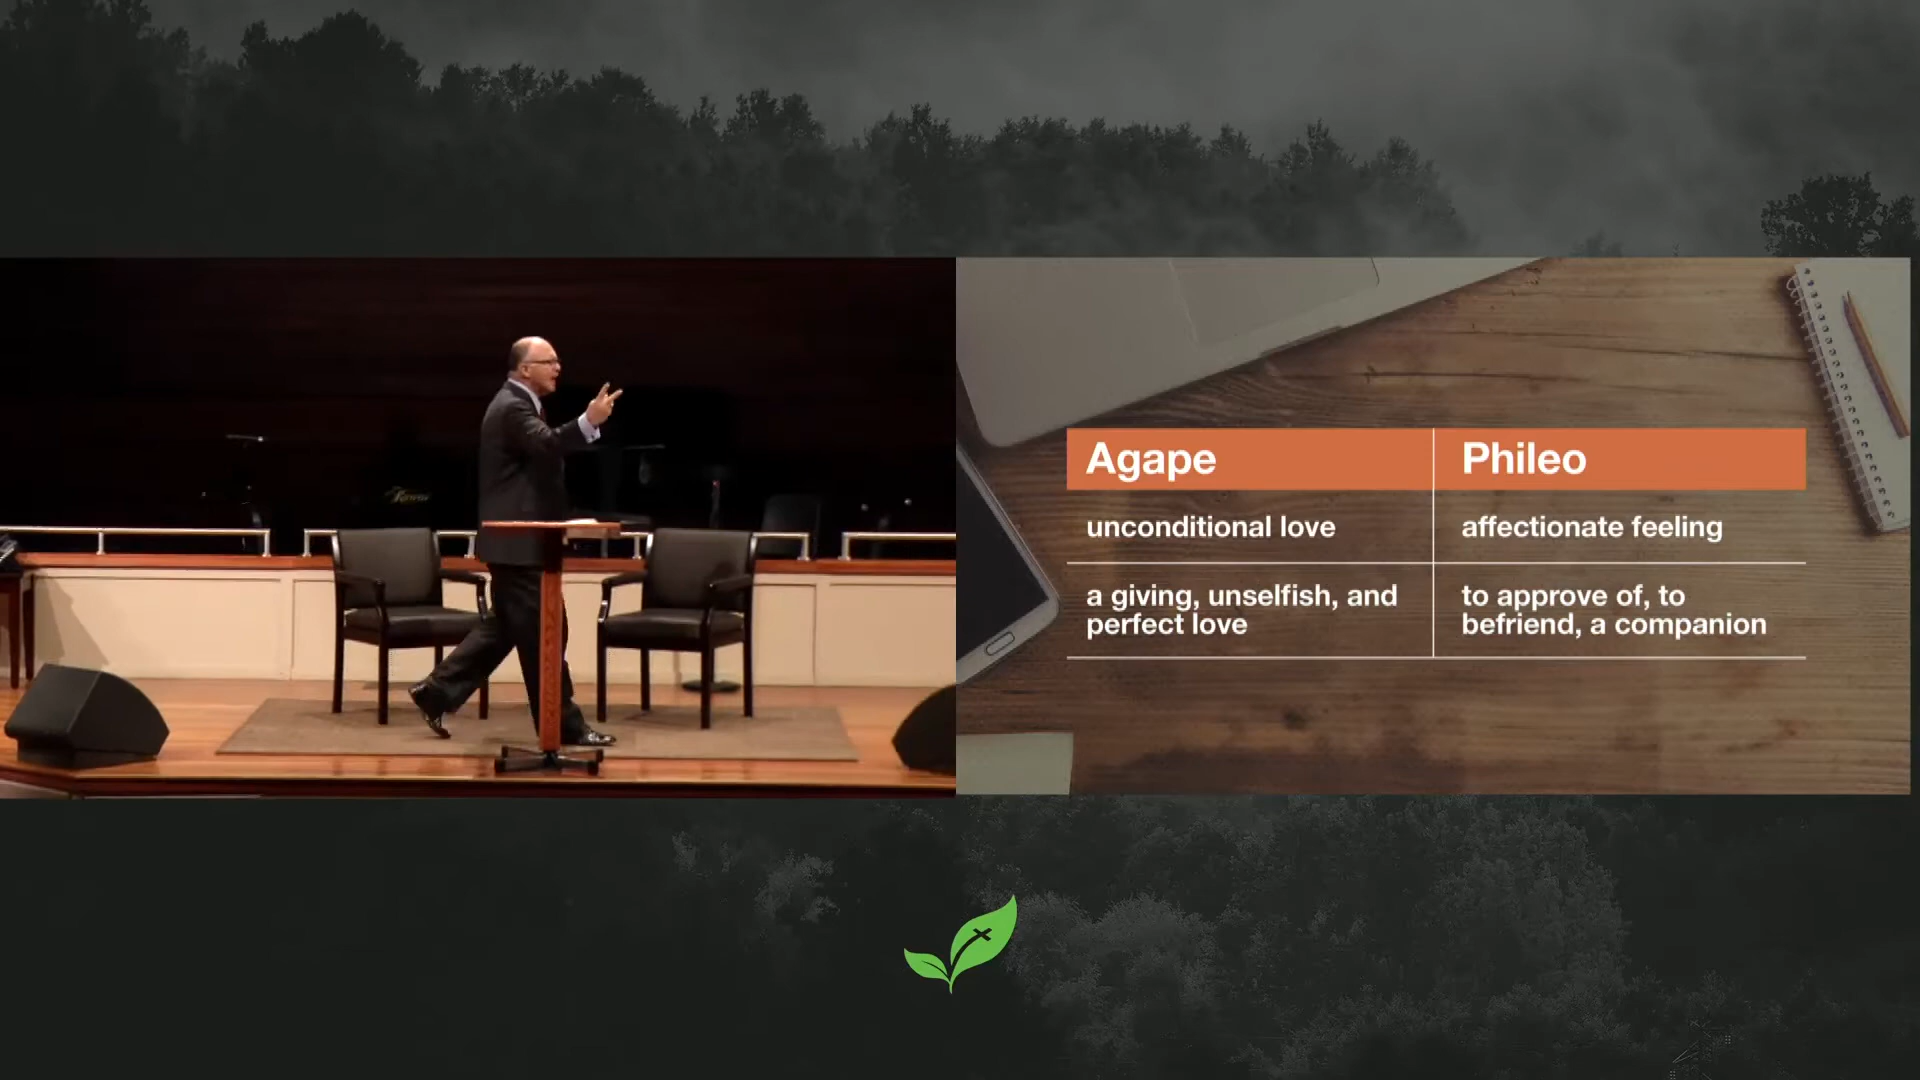 Agape
Phileo
unconditional love
affectionate feeling
a giving, unselfish, and
perfect love
to approve of, to
befriend, a companion